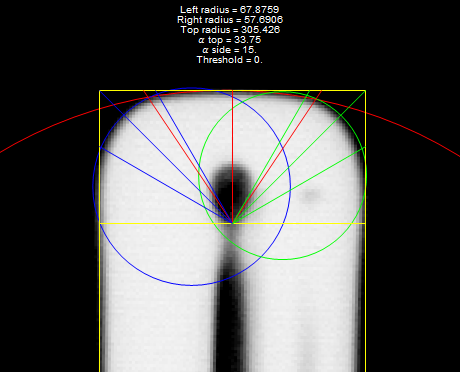 Left radius = 67.8759
Right radius = 57.6906
Top radius = 305.426
α top = 33.75
α side = 15.
Threshold = 0.